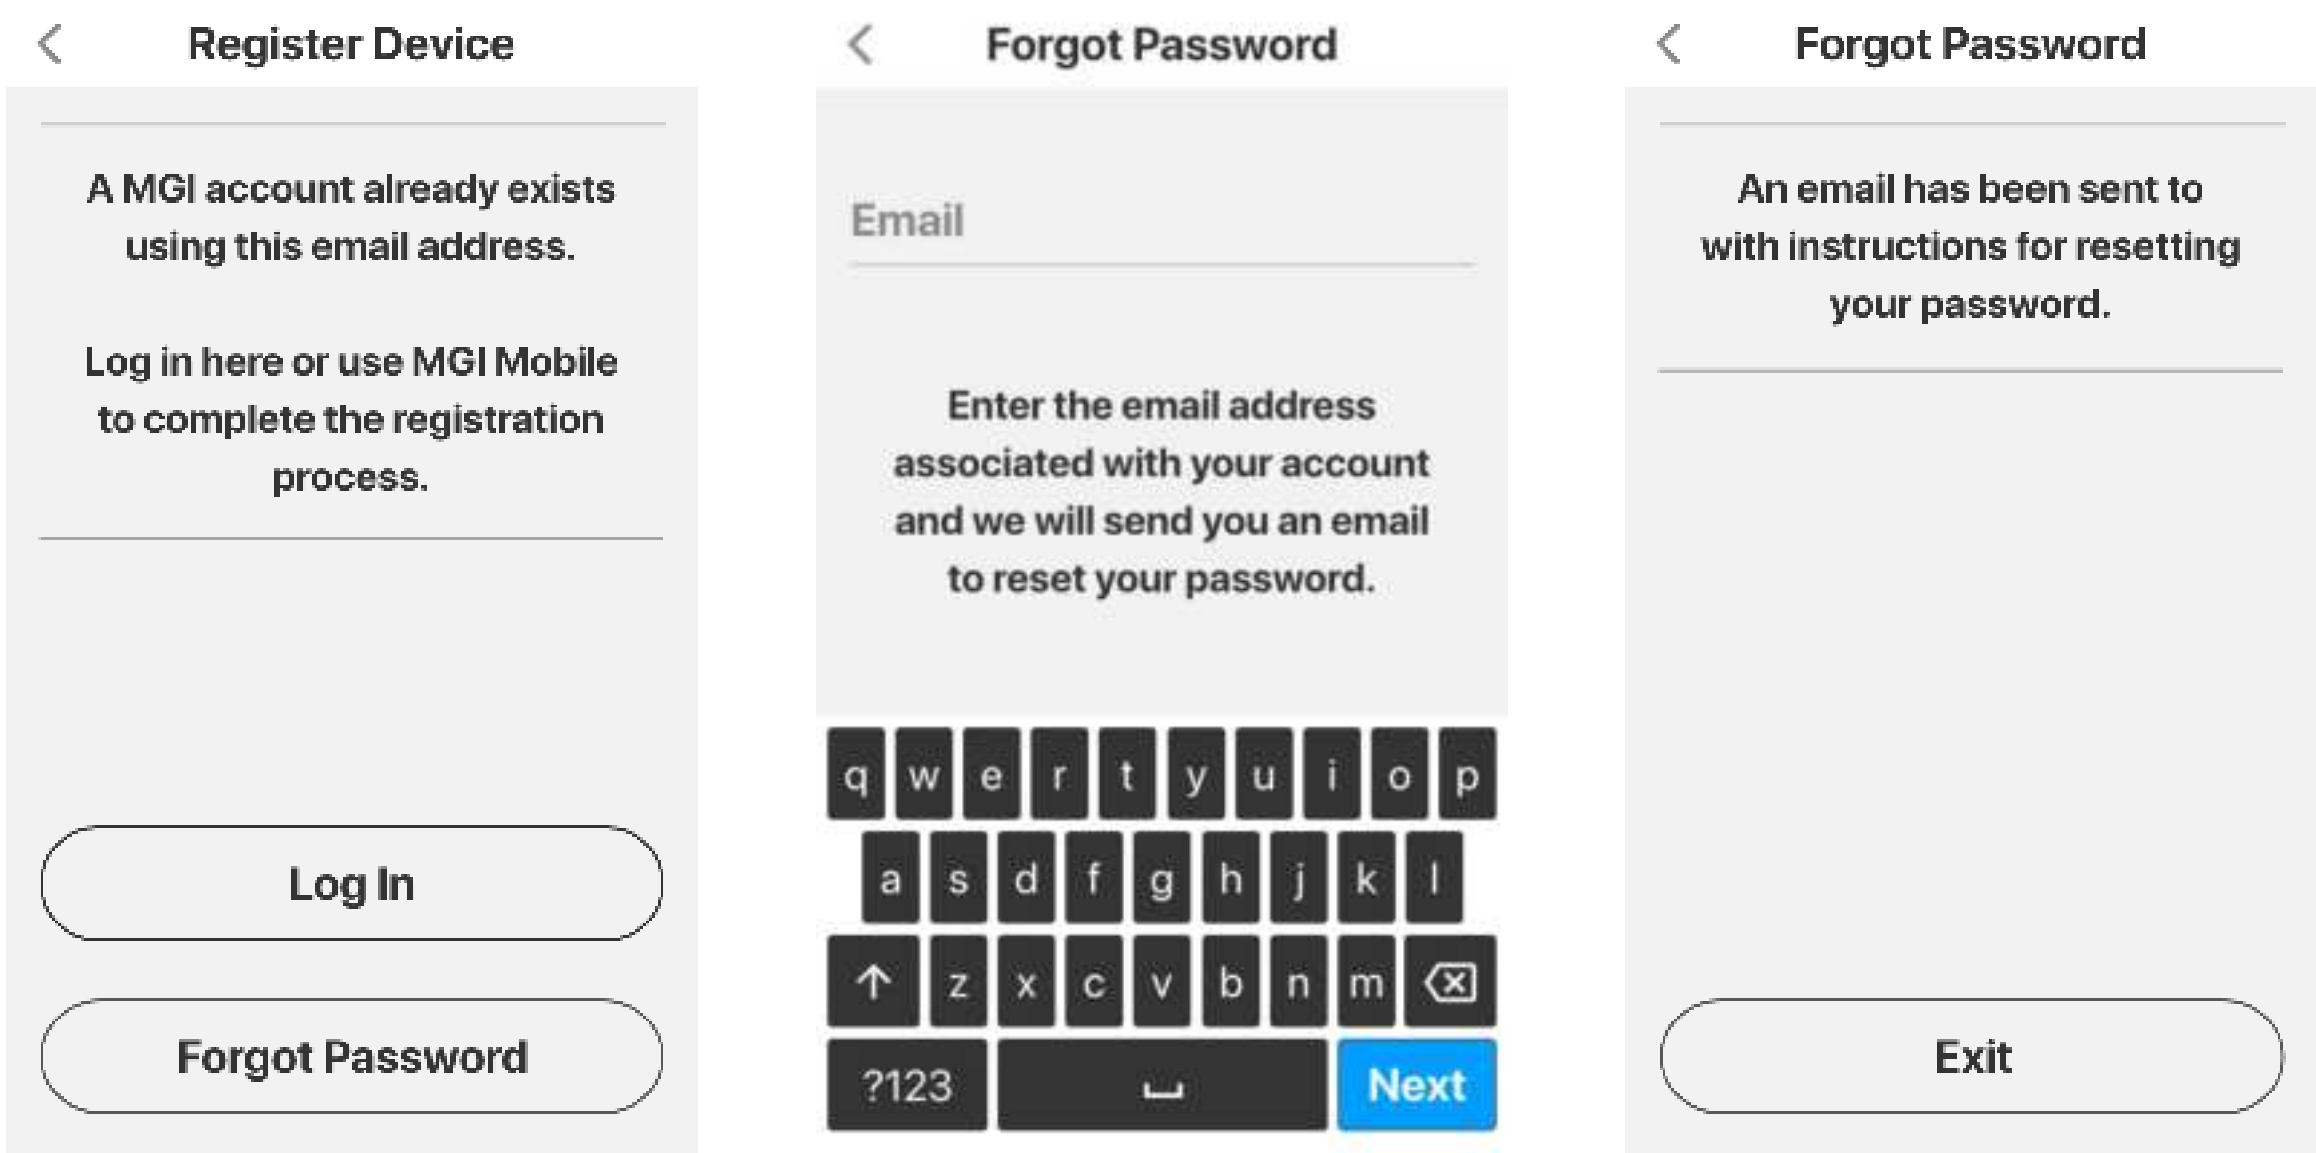 Register Device
A MGI account already exists
using this email address.
Log in here or use MGI Mobile
to complete the registration
process.
Log In
Forgot Password
Forgot Password
Email
Enter the email address
associated with your account
and we will send you an email
to reset your password.
q w e r t y u i o p
a s d f g h j k l
z x c v b n m
?123 Next
Forgot Password
An email has been sent to
with instructions for resetting
your password.
Exit